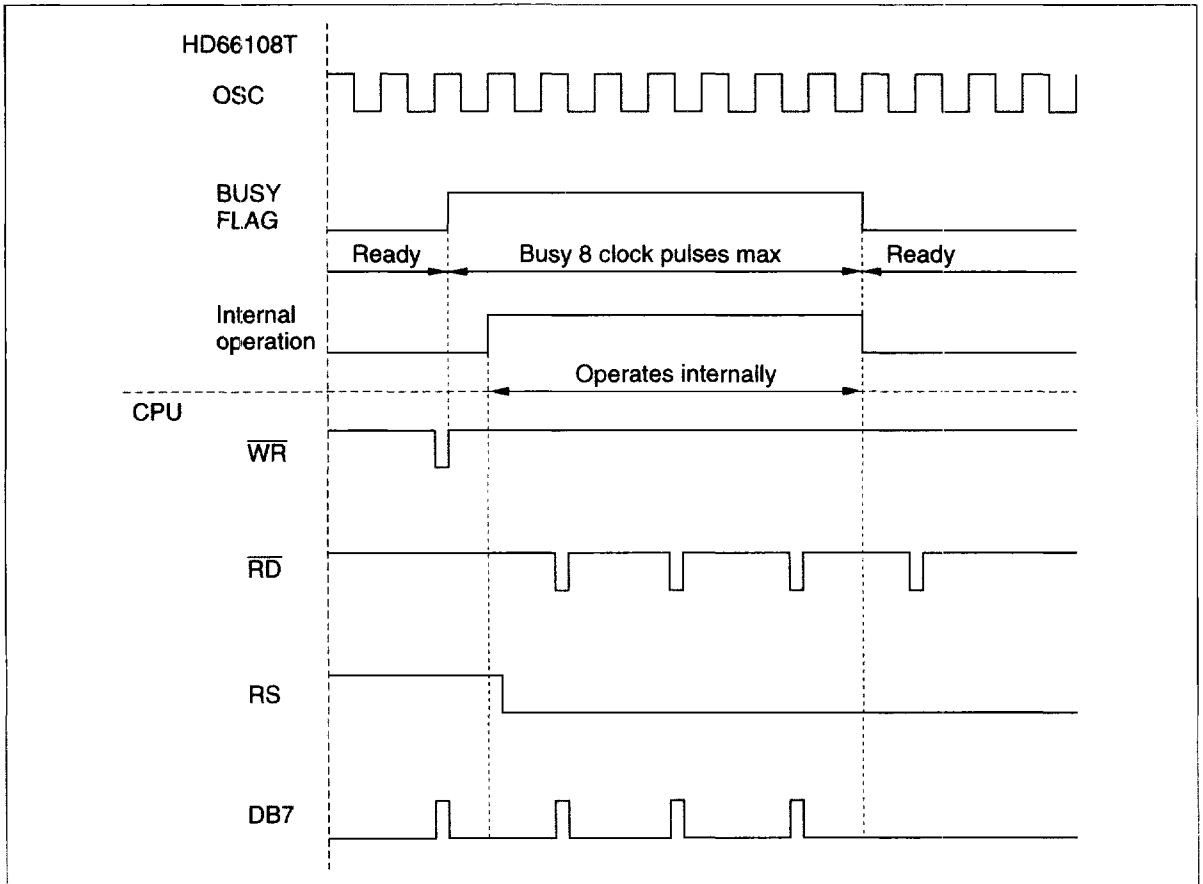 HD66108T
OSC
BUSY
FLAG
Ready
Busy 8 clock pulses max
Ready
Internal
operation
Operates internally
CPU
WR
RD
RS
DB7